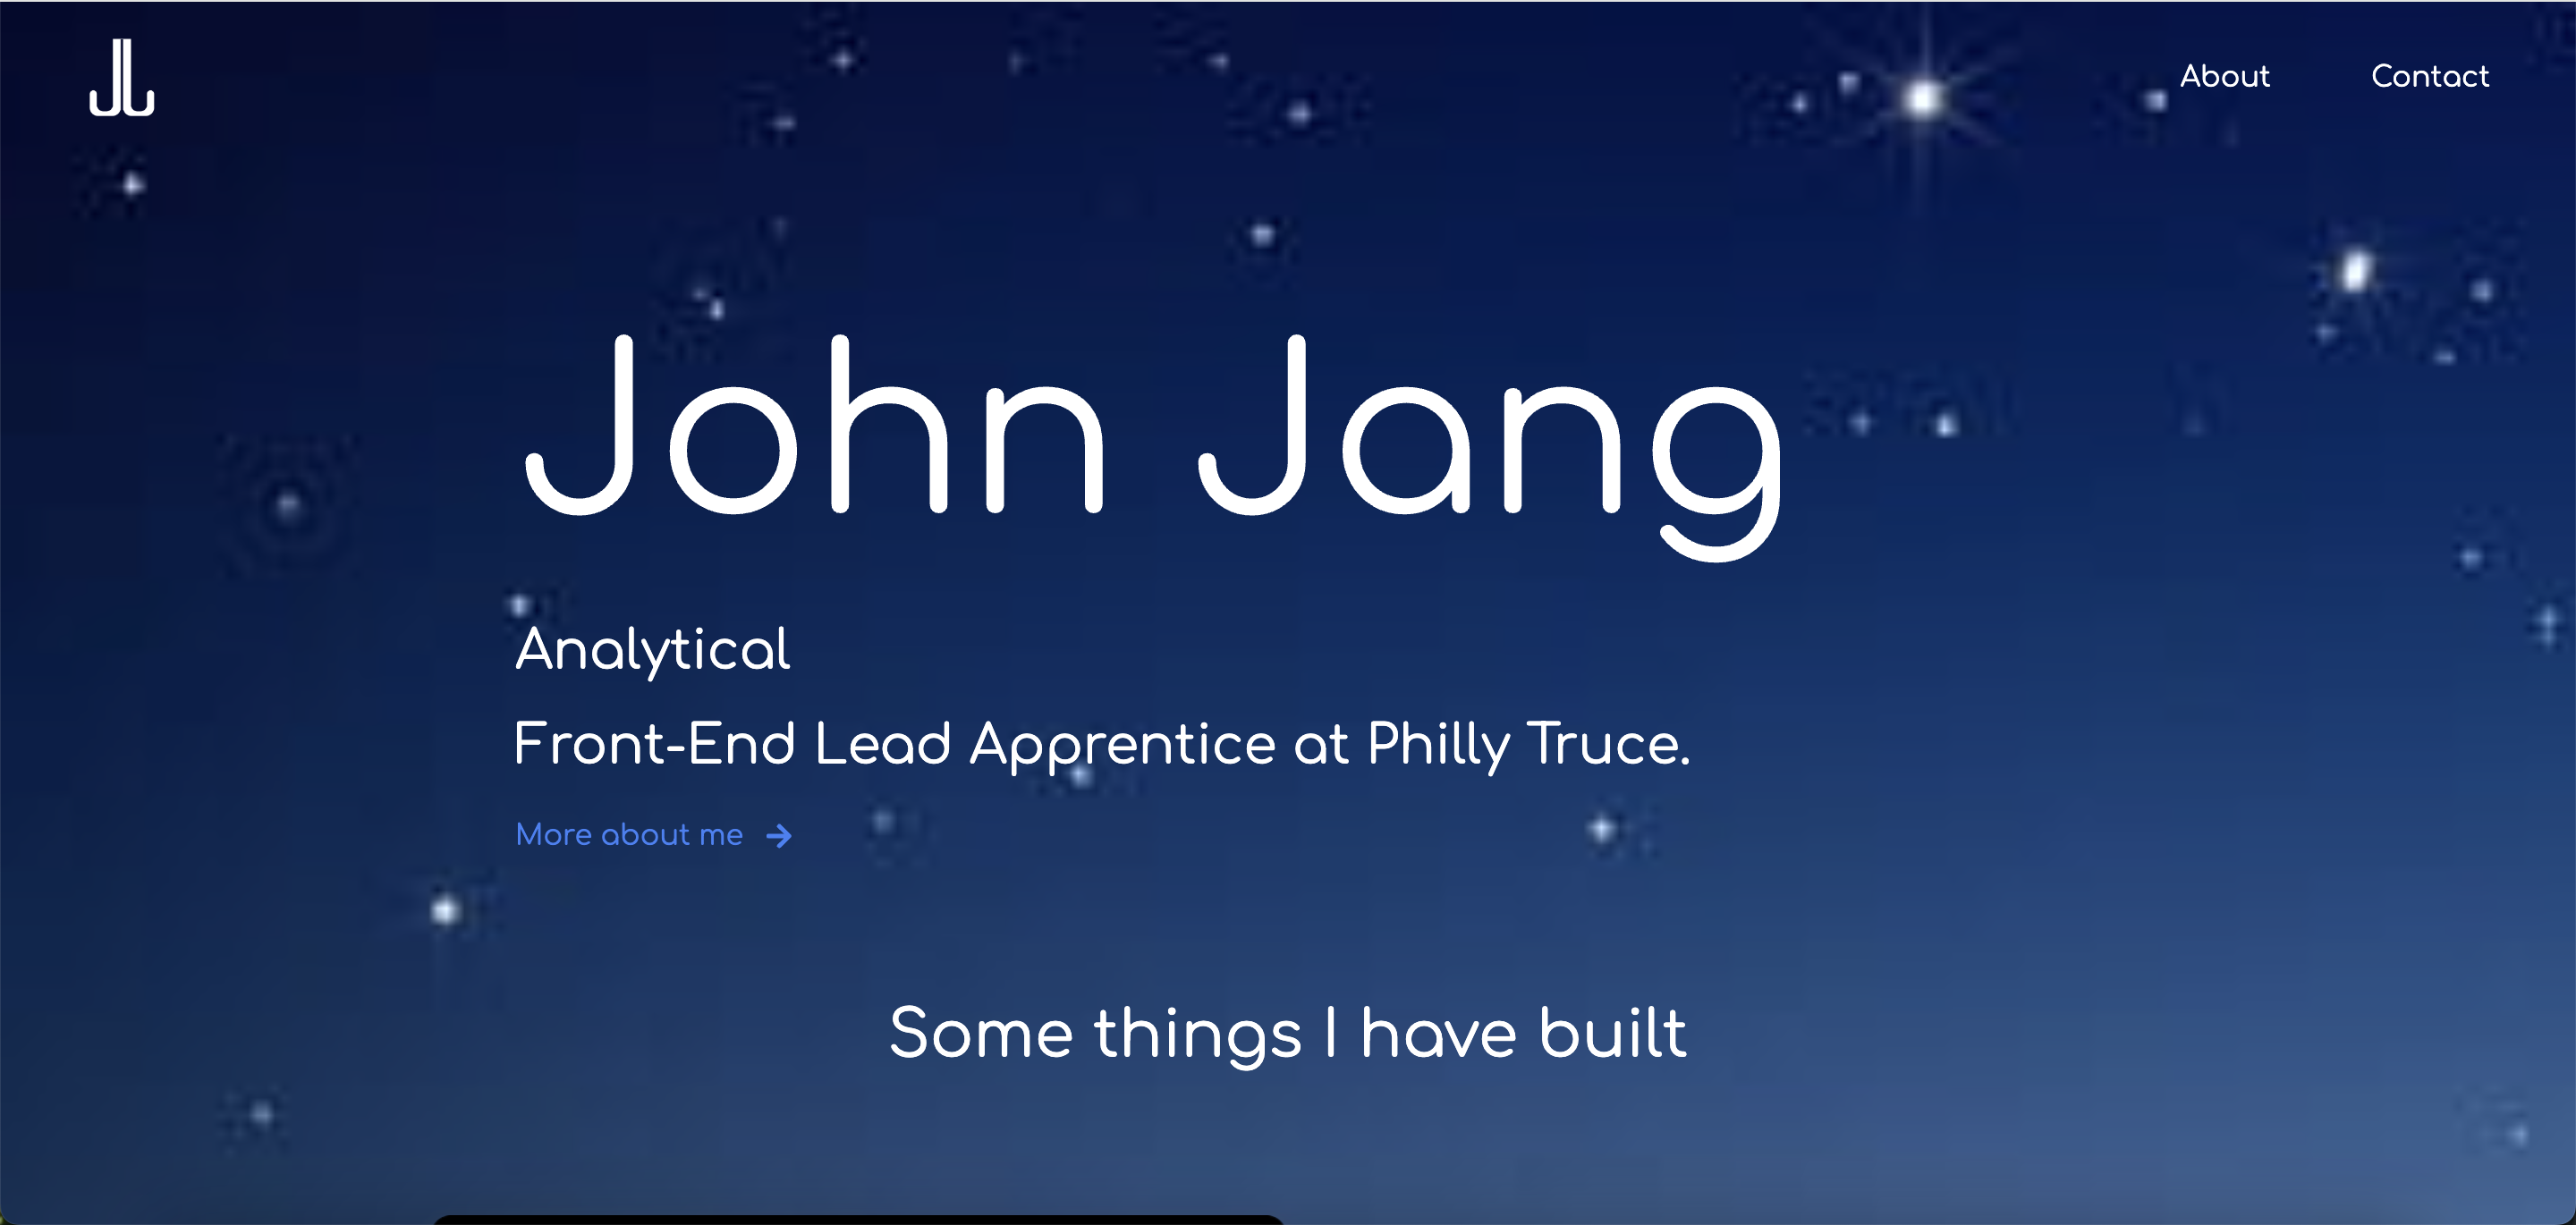 JJ
About Contact
John Jang
Analytical
Front-End Lead Apprentice at Philly Truce.
More about me →
Some things I have built